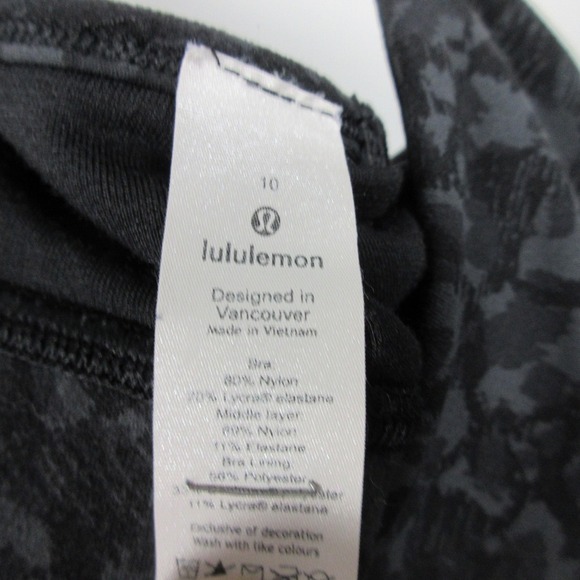 10
lululemon
Designed in
Vancouver
Made in Vietnam
Bra:
80% Nylon
20% Lycra® elastane
Middle layer:
89% Nylon
11% Elastane
Bra Lining:
56% Polyester
11% Lycra® elastane
Exclusive of decoration
Wash with like colours